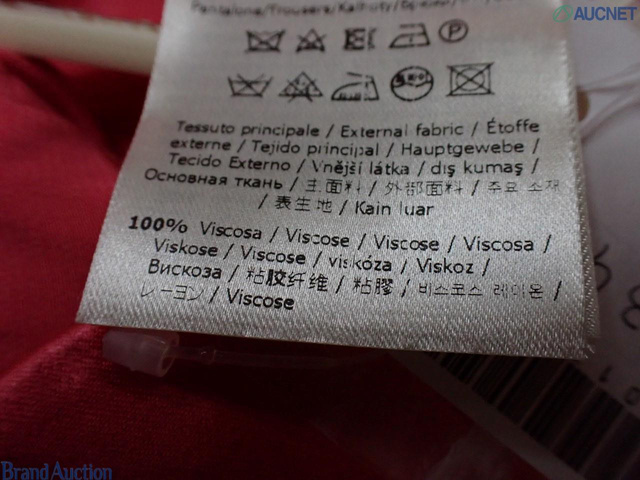 AUCNET
Pantalone/Trousers/Kalhoty/
P
Tessuto principale / External fabric / Étoffe
externe / Tejido principal / Hauptgewebe /
Tecido Externo / Vnější látka / dış kumaş /
Основная ткань / 主面料 / 外部面料 / 주요 소재
/ 表生地 / Kain luar
100% Viscosa / Viscose / Viscose / Viscosa /
Viskose / Viscose / viskóza / Viskoz /
Вискоза / 粘胶纤维 / 粘膠 / 비스코스 레이온 /
レーヨン / Viscose
Brand Auction